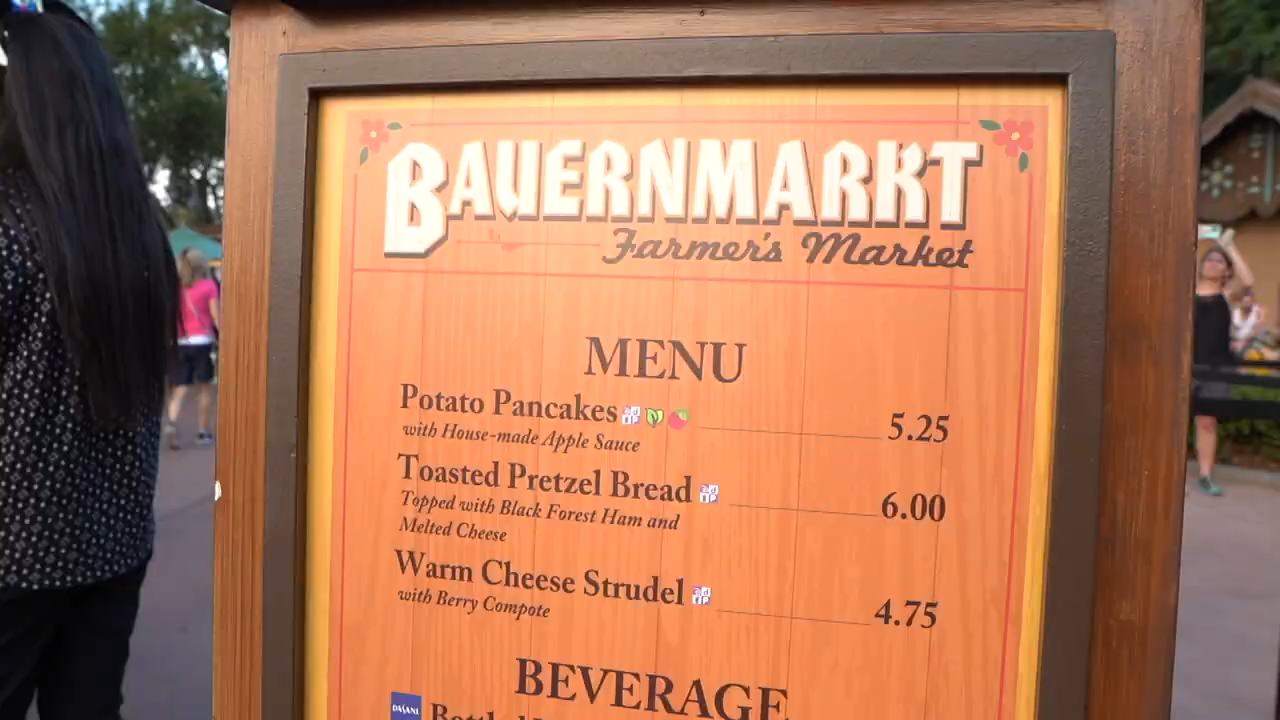 BAUERNMARKT
Farmer's Market
MENU
Potato Pancakes 5.25
with House-made Apple Sauce
Toasted Pretzel Bread 6.00
Topped with Black Forest Ham and
Melted Cheese
Warm Cheese Strudel 4.75
with Berry Compote
BEVERAGE
DASANI